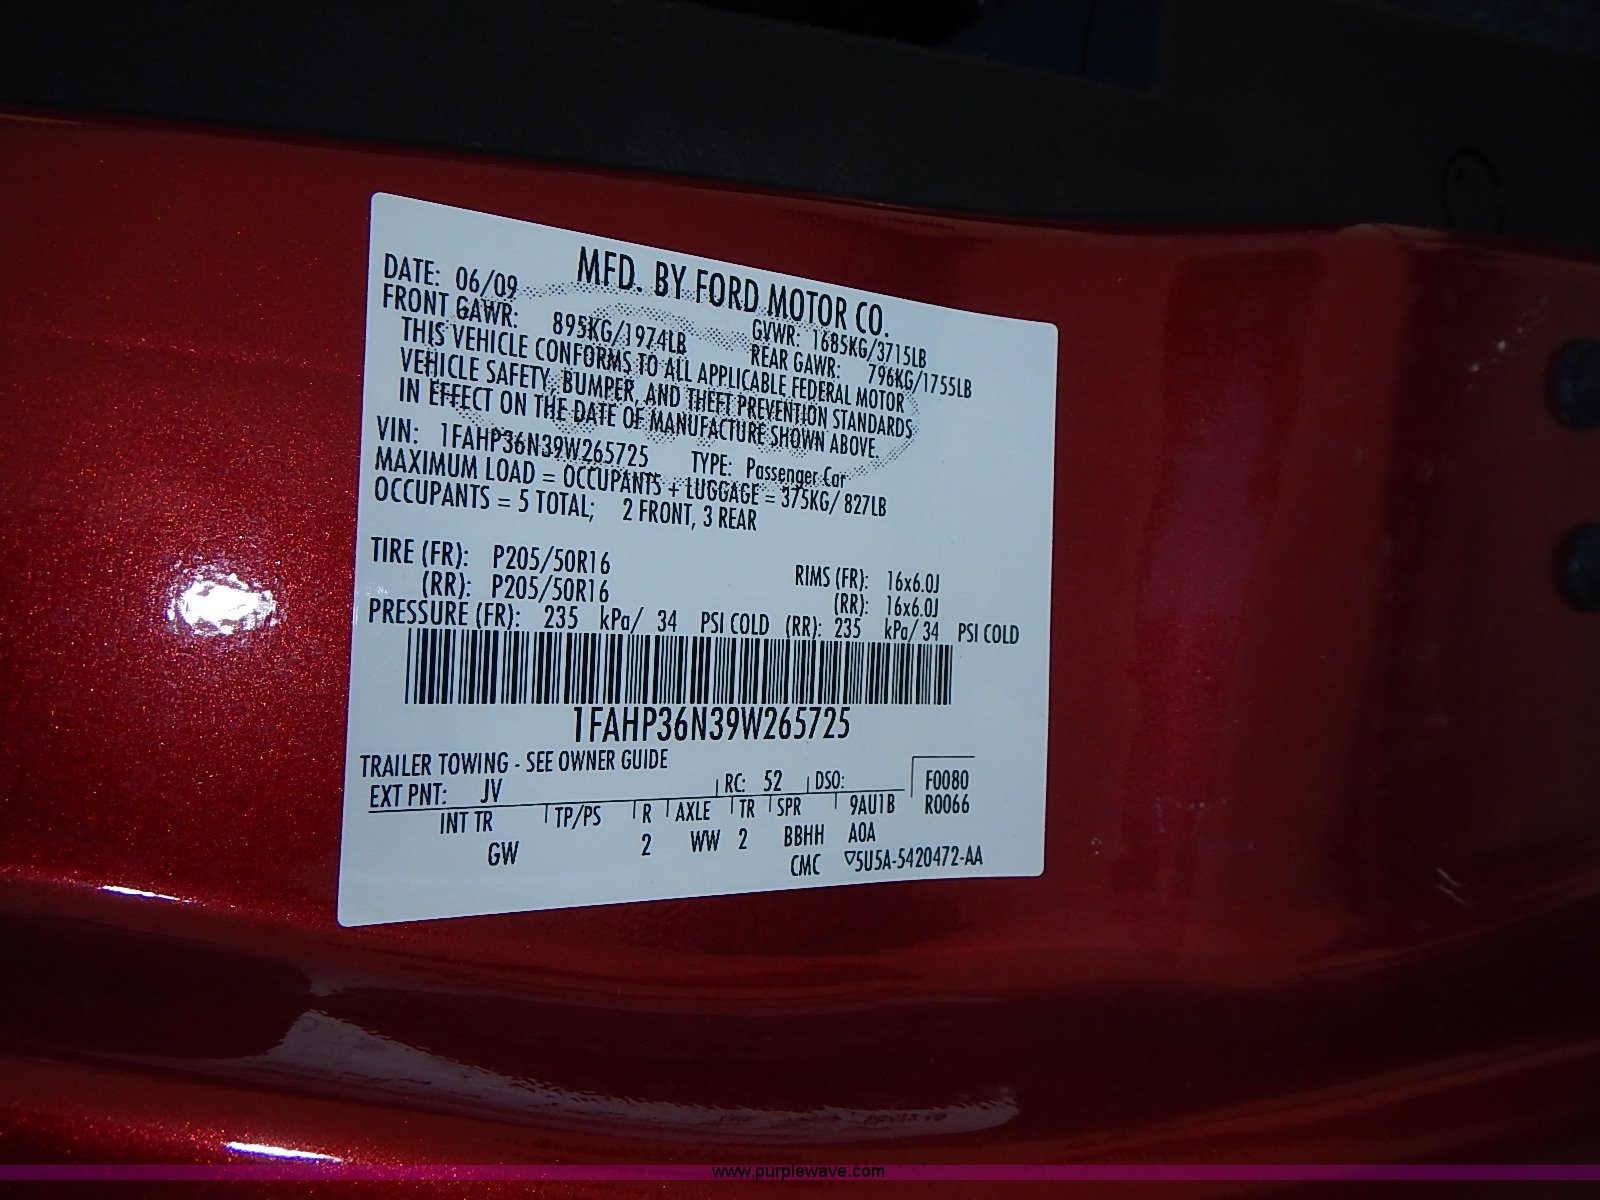 MFD. BY FORD MOTOR CO.
DATE: 06/09 GVWR: 1685KG/3715LB
FRONT GAWR: 895KG/1974LB REAR GAWR: 796KG/1755LB
THIS VEHICLE CONFORMS TO ALL APPLICABLE FEDERAL MOTOR
VEHICLE SAFETY, BUMPER, AND THEFT PREVENTION STANDARDS
IN EFFECT ON THE DATE OF MANUFACTURE SHOWN ABOVE.
VIN: 1FAHP36N39W265725 TYPE: Passenger Car
MAXIMUM LOAD = OCCUPANTS + LUGGAGE = 375KG/ 827LB
OCCUPANTS = 5 TOTAL; 2 FRONT, 3 REAR
TIRE (FR): P205/50R16 RIMS (FR): 16x6.0J
(RR): P205/50R16 (RR): 16x6.0J
PRESSURE (FR): 235 kPa/ 34 PSI COLD (RR): 235 kPa/ 34 PSI COLD
1FAHP36N39W265725
TRAILER TOWING - SEE OWNER GUIDE
EXT PNT: JV RC: 52 DSO: F0080
INT TR TP/PS R AXLE TR SPR 9AU1B R0066
GW 2 WW 2 BBHH A0A
CMC ▽5U5A-5420472-AA
www.purplewave.com